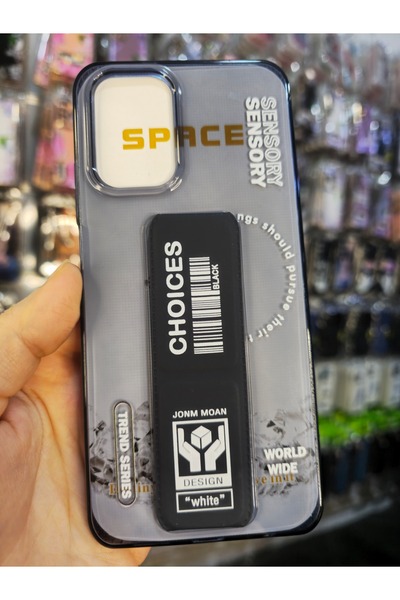 SPACE
SENSORY
SENSORY
ngs should pursue their
CHOICES
BLACK
JONM MOAN
DESIGN
"white"
TREND SERIES
WORLD
WIDE